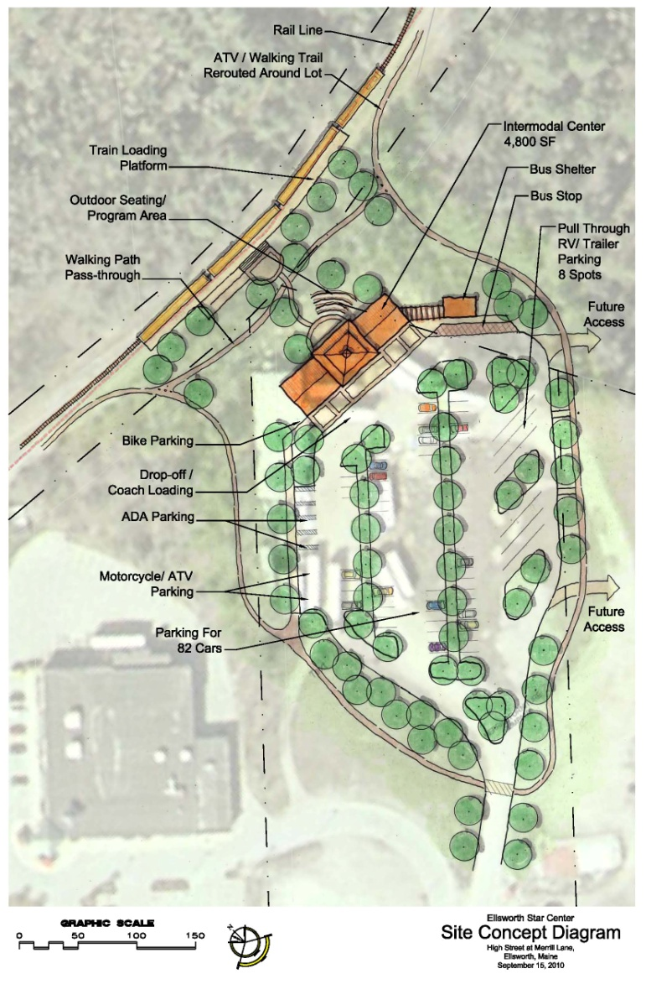 Rail Line
ATV / Walking Trail
Rerouted Around Lot
Intermodal Center
4,800 SF
Train Loading
Platform
Bus Shelter
Bus Stop
Outdoor Seating/
Program Area
Pull Through
RV/ Trailer
Parking
8 Spots
Walking Path
Pass-through
Future
Access
Bike Parking
Drop-off /
Coach Loading
ADA Parking
Motorcycle/ ATV
Parking
Future
Access
Parking For
82 Cars
GRAPHIC SCALE
0 50 100 150
N
Ellsworth Star Center
Site Concept Diagram
High Street at Merrill Lane,
Ellsworth, Maine
September 15, 2010